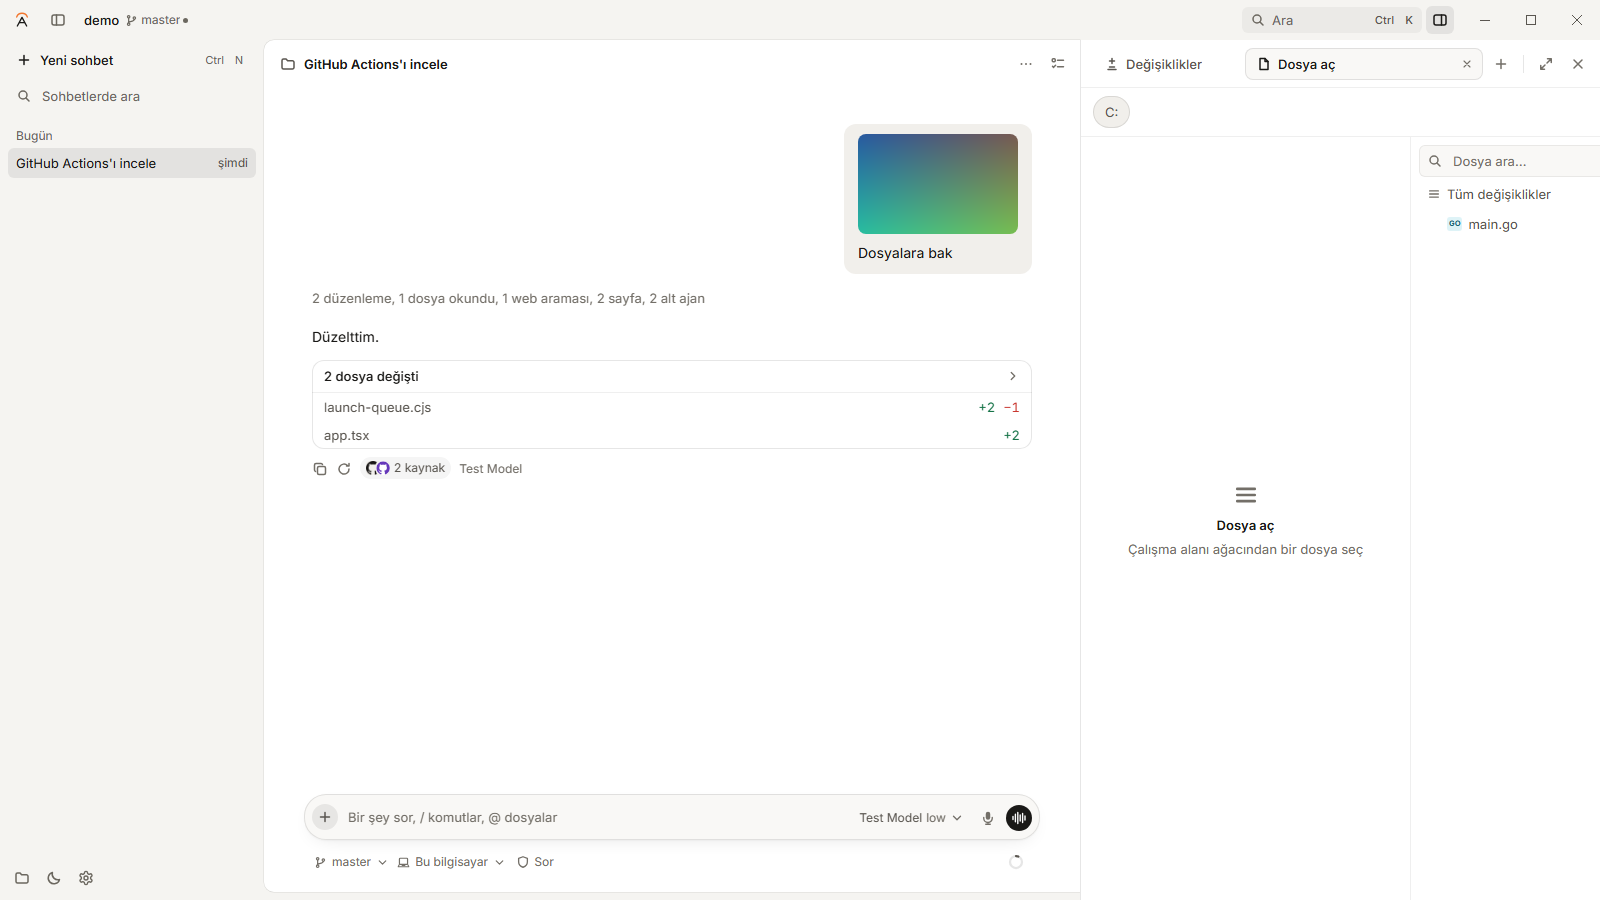 demo master
Ara Ctrl K
Yeni sohbet Ctrl N
Sohbetlerde ara
Bugün
GitHub Actions'ı incele şimdi
GitHub Actions'ı incele
Dosyalara bak
2 düzenleme, 1 dosya okundu, 1 web araması, 2 sayfa, 2 alt ajan
Düzelttim.
2 dosya değişti
launch-queue.cjs +2 −1
app.tsx +2
2 kaynak Test Model
Bir şey sor, / komutlar, @ dosyalar Test Model low
master Bu bilgisayar Sor
Değişiklikler Dosya aç
C:
Dosya ara...
Tüm değişiklikler
GO main.go
Dosya aç
Çalışma alanı ağacından bir dosya seç